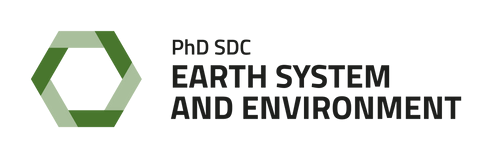 PhD SDC
EARTH SYSTEM
AND ENVIRONMENT